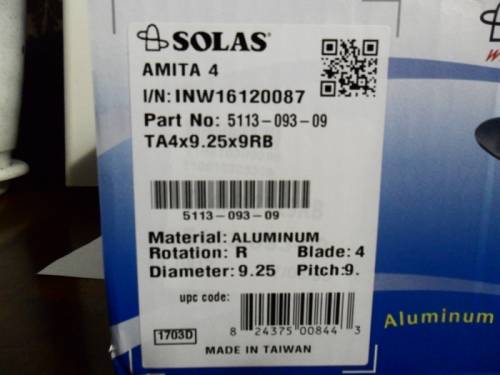 SOLAS®
AMITA 4
I/N: INW16120087
Part No: 5113-093-09
TA4x9.25x9RB
5113-093-09
Material: ALUMINUM
Rotation: R Blade: 4
Diameter: 9.25 Pitch:9.
upc code:
8 24375 00844 3
1703D
MADE IN TAIWAN
Aluminum